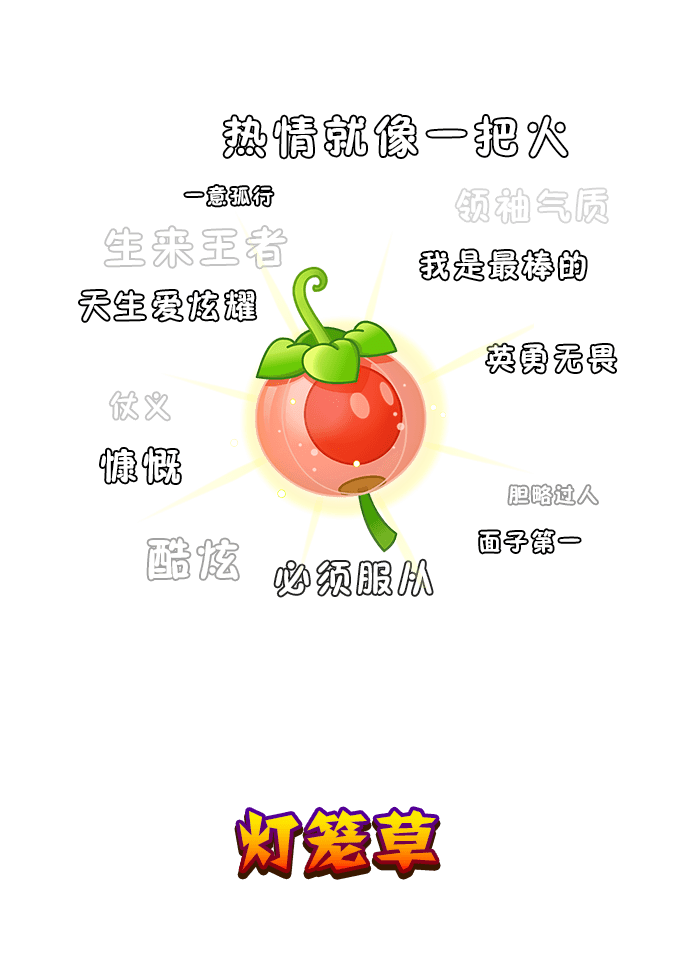 热情就像一把火
一意孤行
领袖气质
生来王者
我是最棒的
天生爱炫耀
英勇无畏
仗义
慷慨
胆略过人
面子第一
酷炫
必须服从
灯笼草